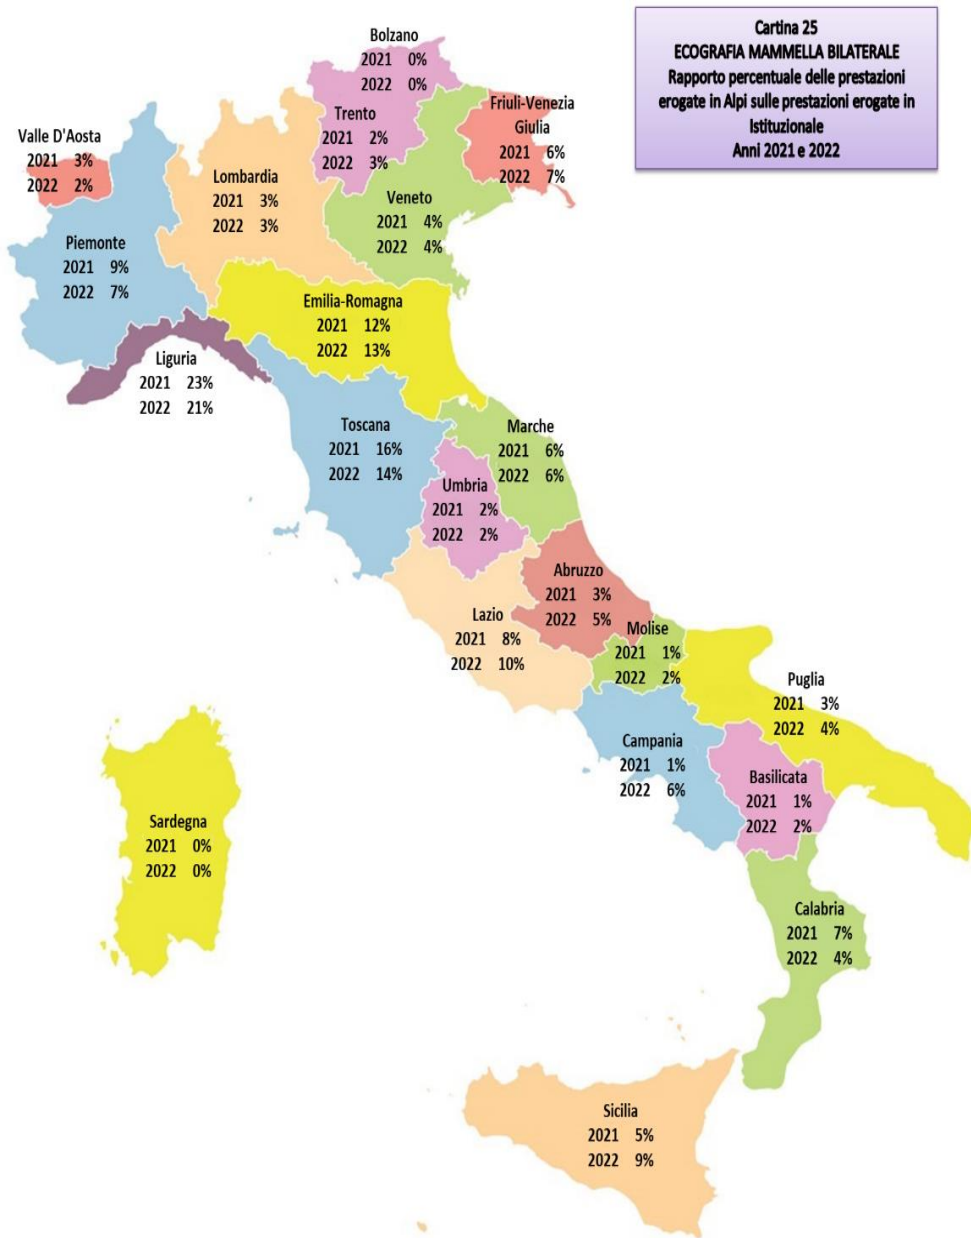 Cartina 25
ECOGRAFIA MAMMELLA BILATERALE
Rapporto percentuale delle prestazioni
erogate in Alpi sulle prestazioni erogate in
Istituzionale
Anni 2021 e 2022
Bolzano
2021 0%
2022 0%
Trento
2021 2%
2022 3%
Friuli-Venezia
Giulia
2021 6%
2022 7%
Valle D'Aosta
2021 3%
2022 2%
Lombardia
2021 3%
2022 3%
Veneto
2021 4%
2022 4%
Piemonte
2021 9%
2022 7%
Emilia-Romagna
2021 12%
2022 13%
Liguria
2021 23%
2022 21%
Toscana
2021 16%
2022 14%
Marche
2021 6%
2022 6%
Umbria
2021 2%
2022 2%
Abruzzo
2021 3%
2022 5%
Lazio
2021 8%
2022 10%
Molise
2021 1%
2022 2%
Puglia
2021 3%
2022 4%
Campania
2021 1%
2022 6%
Basilicata
2021 1%
2022 2%
Sardegna
2021 0%
2022 0%
Calabria
2021 7%
2022 4%
Sicilia
2021 5%
2022 9%